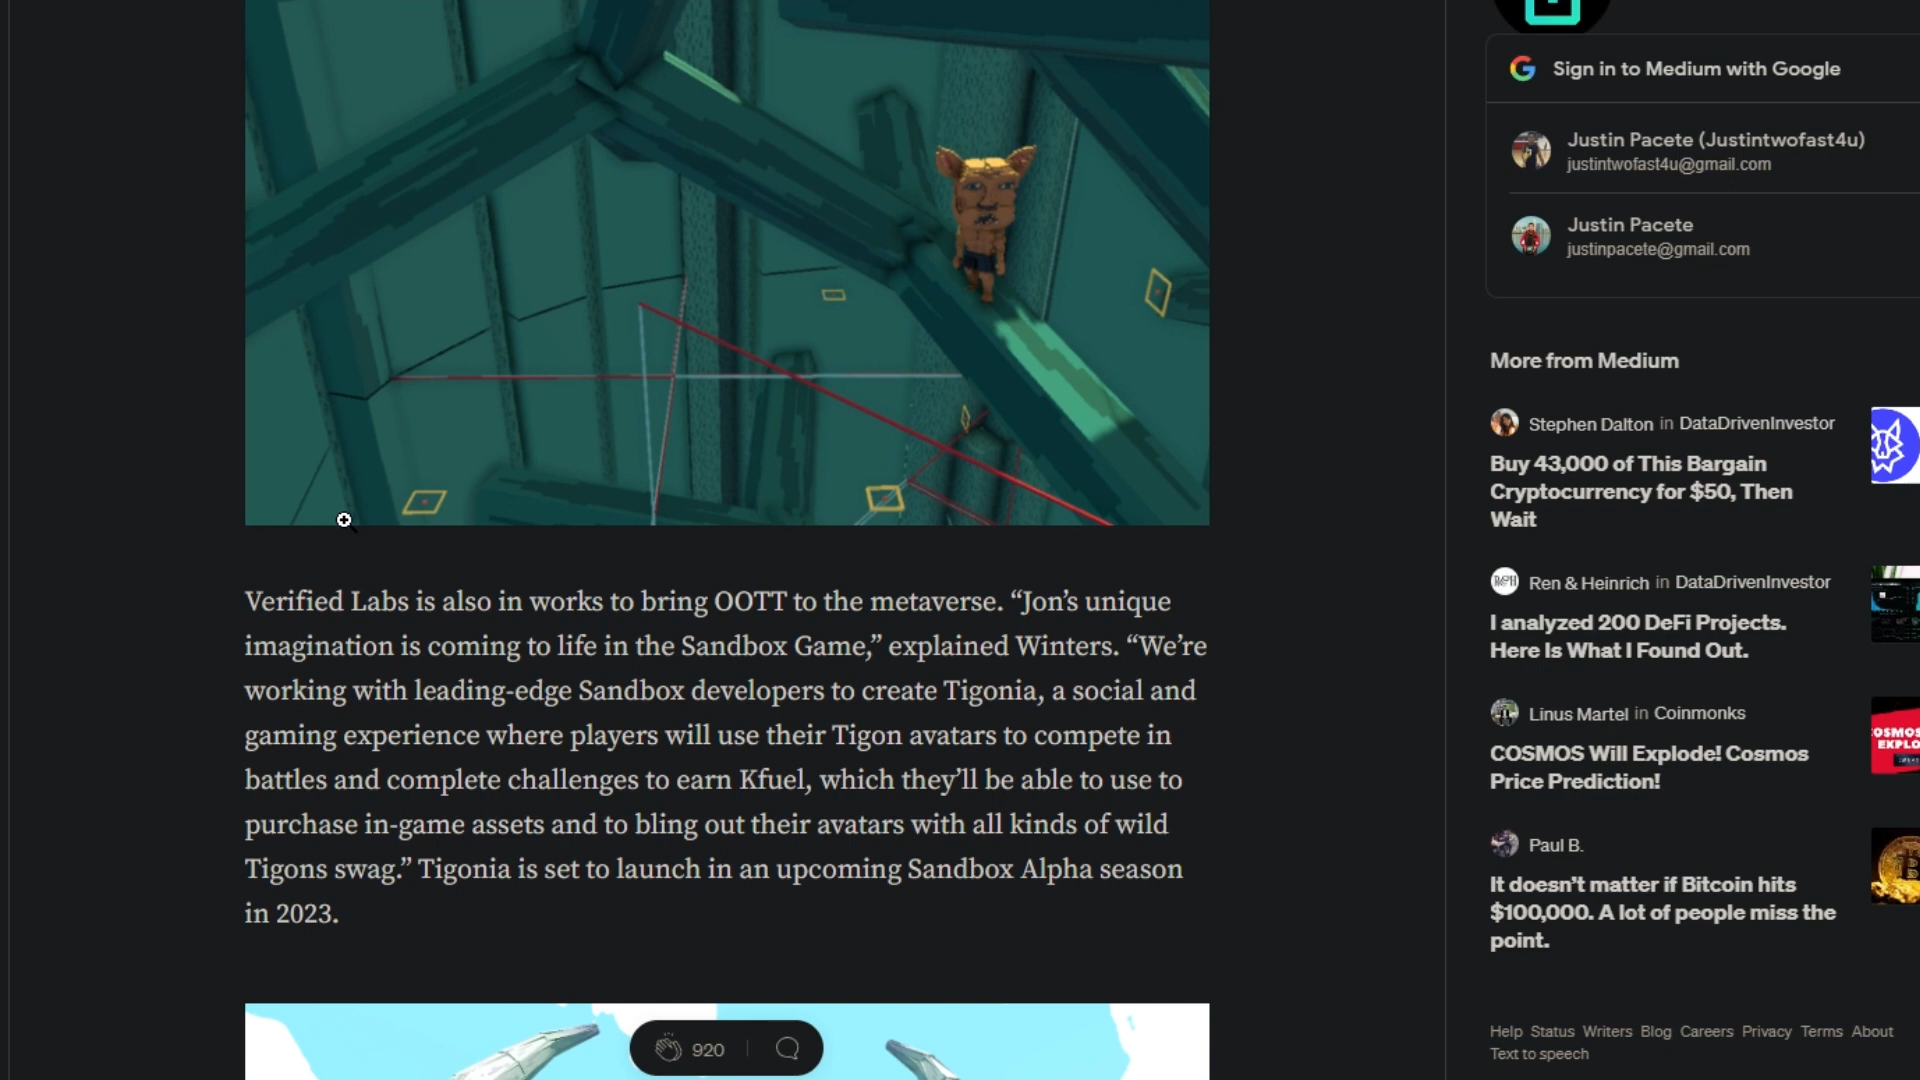 Sign in to Medium with Google
Justin Pacete (Justintwofast4u)
justintwofast4u@gmail.com
Justin Pacete
justinpacete@gmail.com
More from Medium
Stephen Dalton in DataDrivenInvestor
Buy 43,000 of This Bargain
Cryptocurrency for $50, Then
Wait
Ren & Heinrich in DataDrivenInvestor
I analyzed 200 DeFi Projects.
Here Is What I Found Out.
Linus Martel in Coinmonks
COSMOS Will Explode! Cosmos
Price Prediction!
Paul B.
It doesn’t matter if Bitcoin hits
$100,000. A lot of people miss the
point.
Help Status Writers Blog Careers Privacy Terms About
Text to speech
Verified Labs is also in works to bring OOTT to the metaverse. “Jon’s unique
imagination is coming to life in the Sandbox Game,” explained Winters. “We’re
working with leading-edge Sandbox developers to create Tigonia, a social and
gaming experience where players will use their Tigon avatars to compete in
battles and complete challenges to earn Kfuel, which they’ll be able to use to
purchase in-game assets and to bling out their avatars with all kinds of wild
Tigons swag.” Tigonia is set to launch in an upcoming Sandbox Alpha season
in 2023.
920